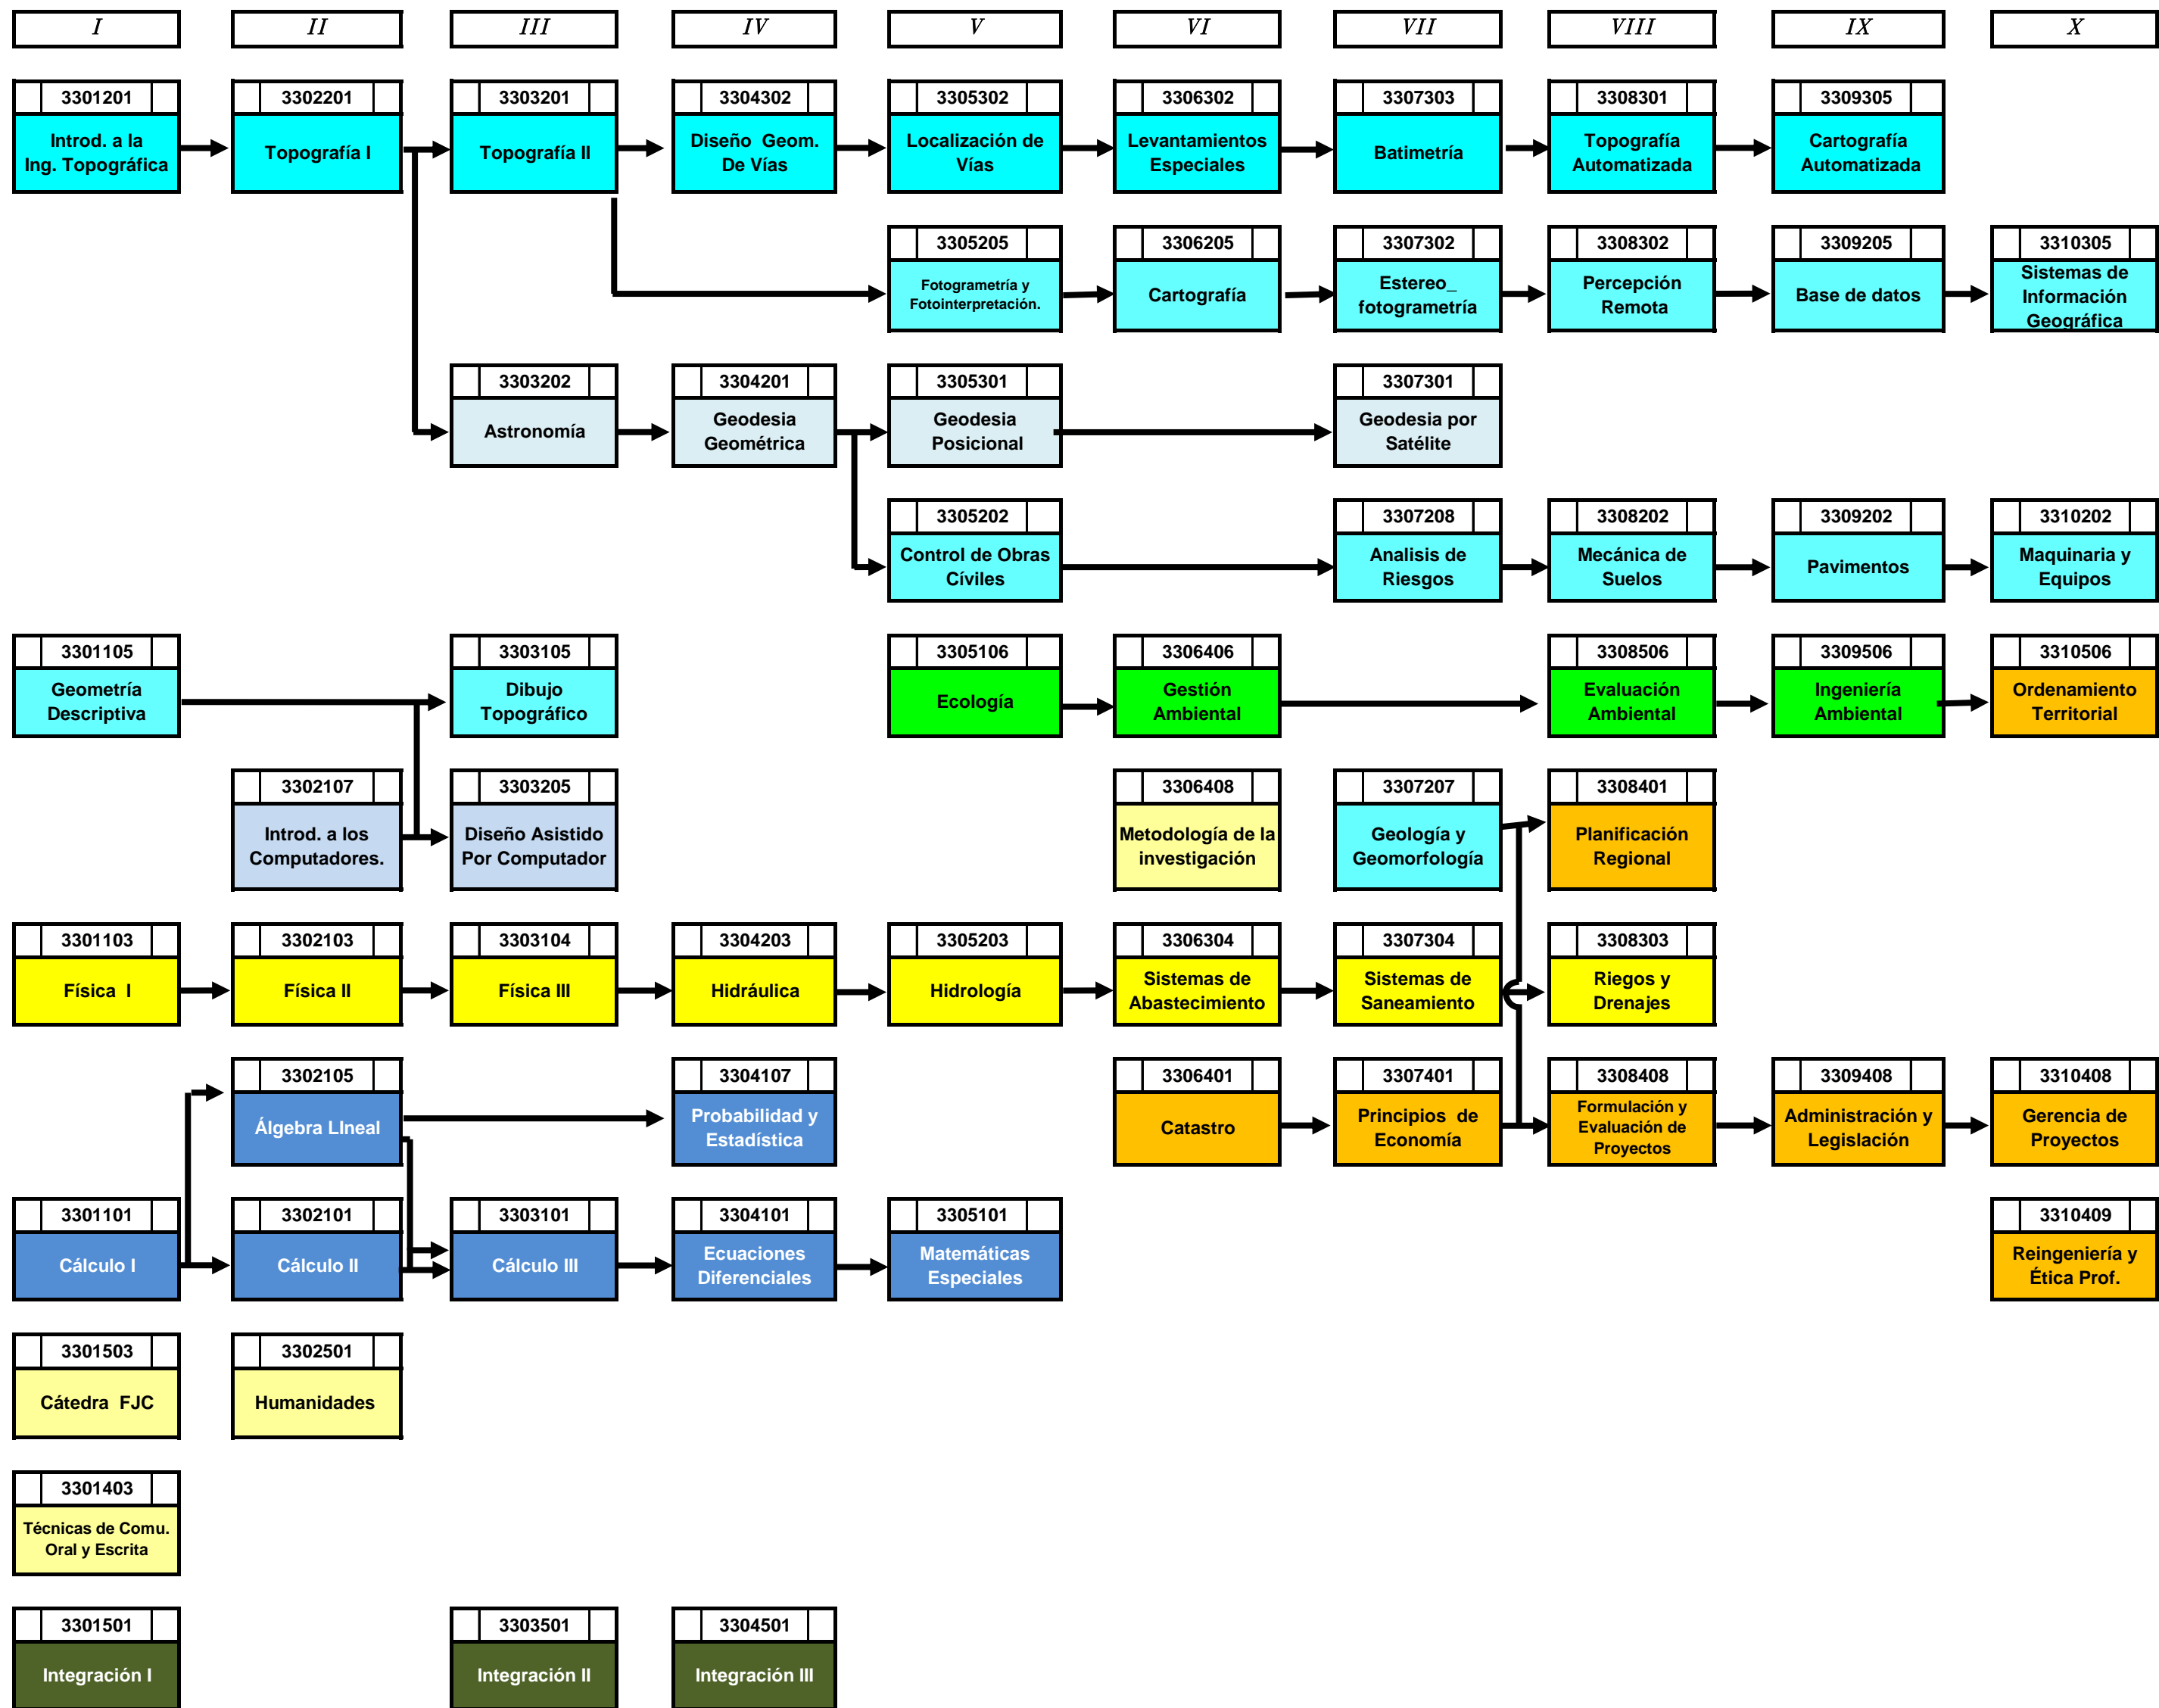 I II III IV V VI VII VIII IX X
3301201 3302201 3303201 3304302 3305302 3306302 3307303 3308301 3309305
Introd. a la
Ing. Topográfica
Topografía I
Topografía II
Diseño Geom.
De Vías
Localización de
Vías
Levantamientos
Especiales
Batimetría
Topografía
Automatizada
Cartografía
Automatizada
3305205 3306205 3307302 3308302 3309205 3310305
Fotogrametría y
Fotointerpretación.
Cartografía
Estereo_
fotogrametría
Percepción
Remota
Base de datos
Sistemas de
Información
Geográfica
3303202 3304201 3305301 3307301
Astronomía
Geodesia
Geométrica
Geodesia
Posicional
Geodesia por
Satélite
3305202 3307208 3308202 3309202 3310202
Control de Obras
Cíviles
Analisis de
Riesgos
Mecánica de
Suelos
Pavimentos
Maquinaria y
Equipos
3301105 3303105 3305106 3306406 3308506 3309506 3310506
Geometría
Descriptiva
Dibujo
Topográfico
Ecología
Gestión
Ambiental
Evaluación
Ambiental
Ingeniería
Ambiental
Ordenamiento
Territorial
3302107 3303205 3306408 3307207 3308401
Introd. a los
Computadores.
Diseño Asistido
Por Computador
Metodología de la
investigación
Geología y
Geomorfología
Planificación
Regional
3301103 3302103 3303104 3304203 3305203 3306304 3307304 3308303
Física I
Física II
Física III
Hidráulica
Hidrología
Sistemas de
Abastecimiento
Sistemas de
Saneamiento
Riegos y
Drenajes
3302105 3304107 3306401 3307401 3308408 3309408 3310408
Álgebra LIneal
Probabilidad y
Estadística
Catastro
Principios de
Economía
Formulación y
Evaluación de
Proyectos
Administración y
Legislación
Gerencia de
Proyectos
3301101 3302101 3303101 3304101 3305101 3310409
Cálculo I
Cálculo II
Cálculo III
Ecuaciones
Diferenciales
Matemáticas
Especiales
Reingeniería y
Ética Prof.
3301503 3302501
Cátedra FJC
Humanidades
3301403
Técnicas de Comu.
Oral y Escrita
3301501 3303501 3304501
Integración I
Integración II
Integración III